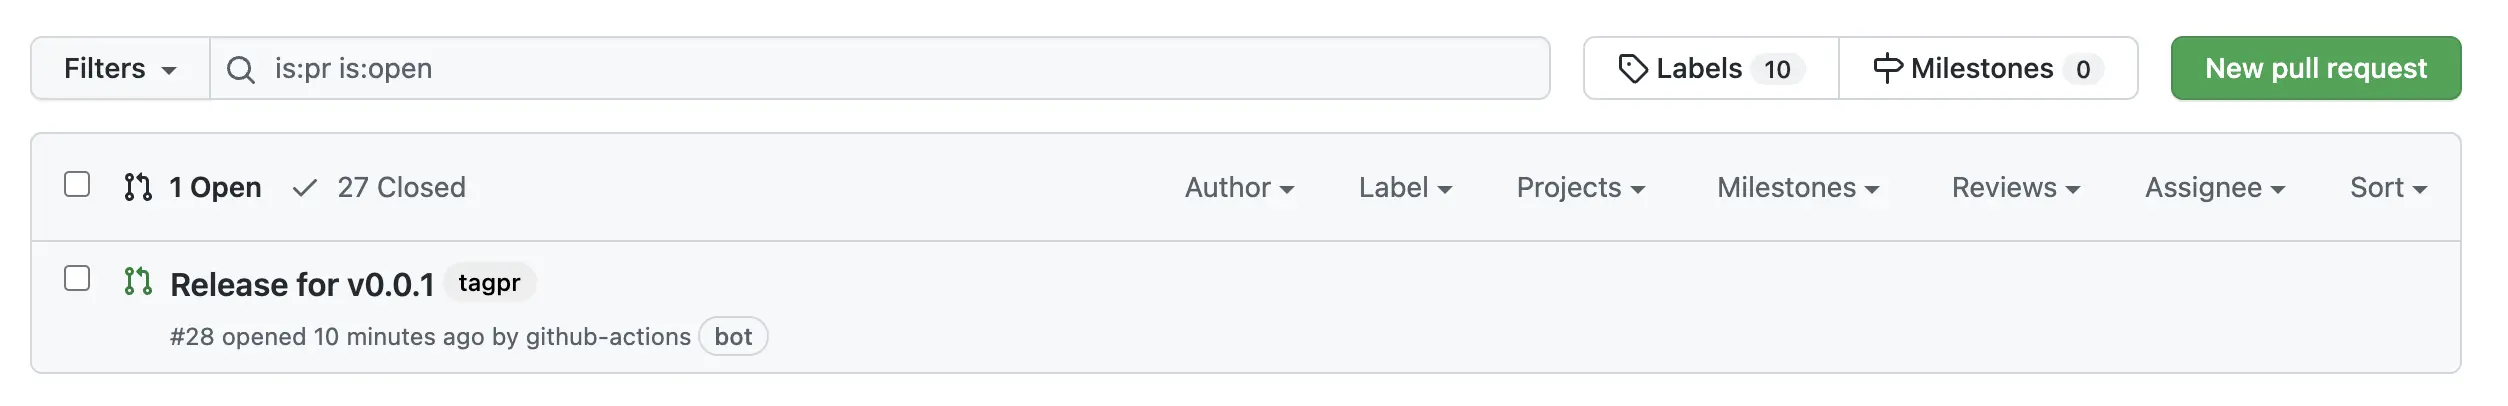 Filters is:pr is:open Labels 10 Milestones 0 New pull request
1 Open 27 Closed Author Label Projects Milestones Reviews Assignee Sort
Release for v0.0.1 tagpr
#28 opened 10 minutes ago by github-actions bot